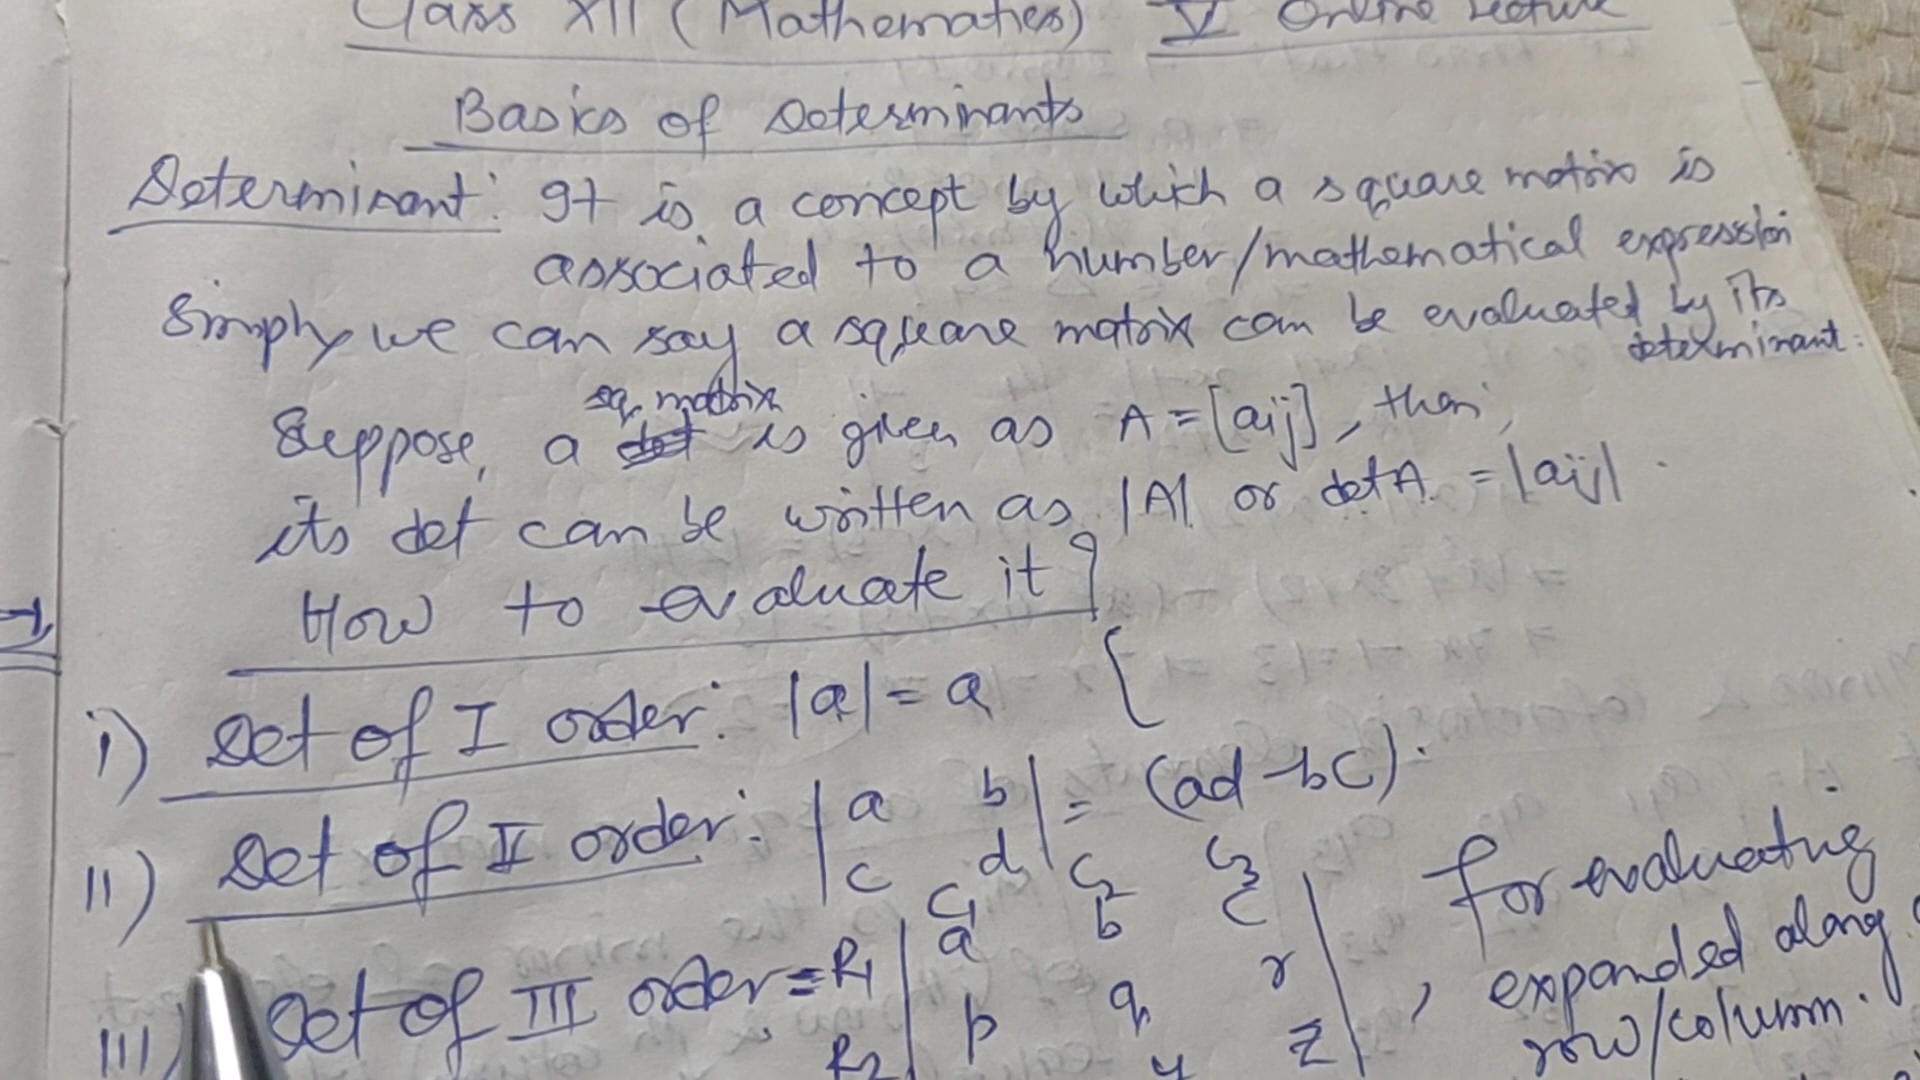 Class XII (Mathematics) V Online Lecture
Basics of Determinants
Determinant: It is a concept by which a square matrix is
associated to a number/mathematical expression
Simply we can say a square matrix can be evaluated by its
determinant.
Suppose, a sq. matrix is given as A = [aij], then,
its det can be written as |A| or det A. = |aij|.
How to evaluate it?
i) Det of I order: |a| = a {
ii) Det of II order: | a b | = (ad - bc).
c d
C1 C2 C3
iii) Det of III order = R1 | a b c | , for evaluating
R2 | p q r expanded along
y z row/column.